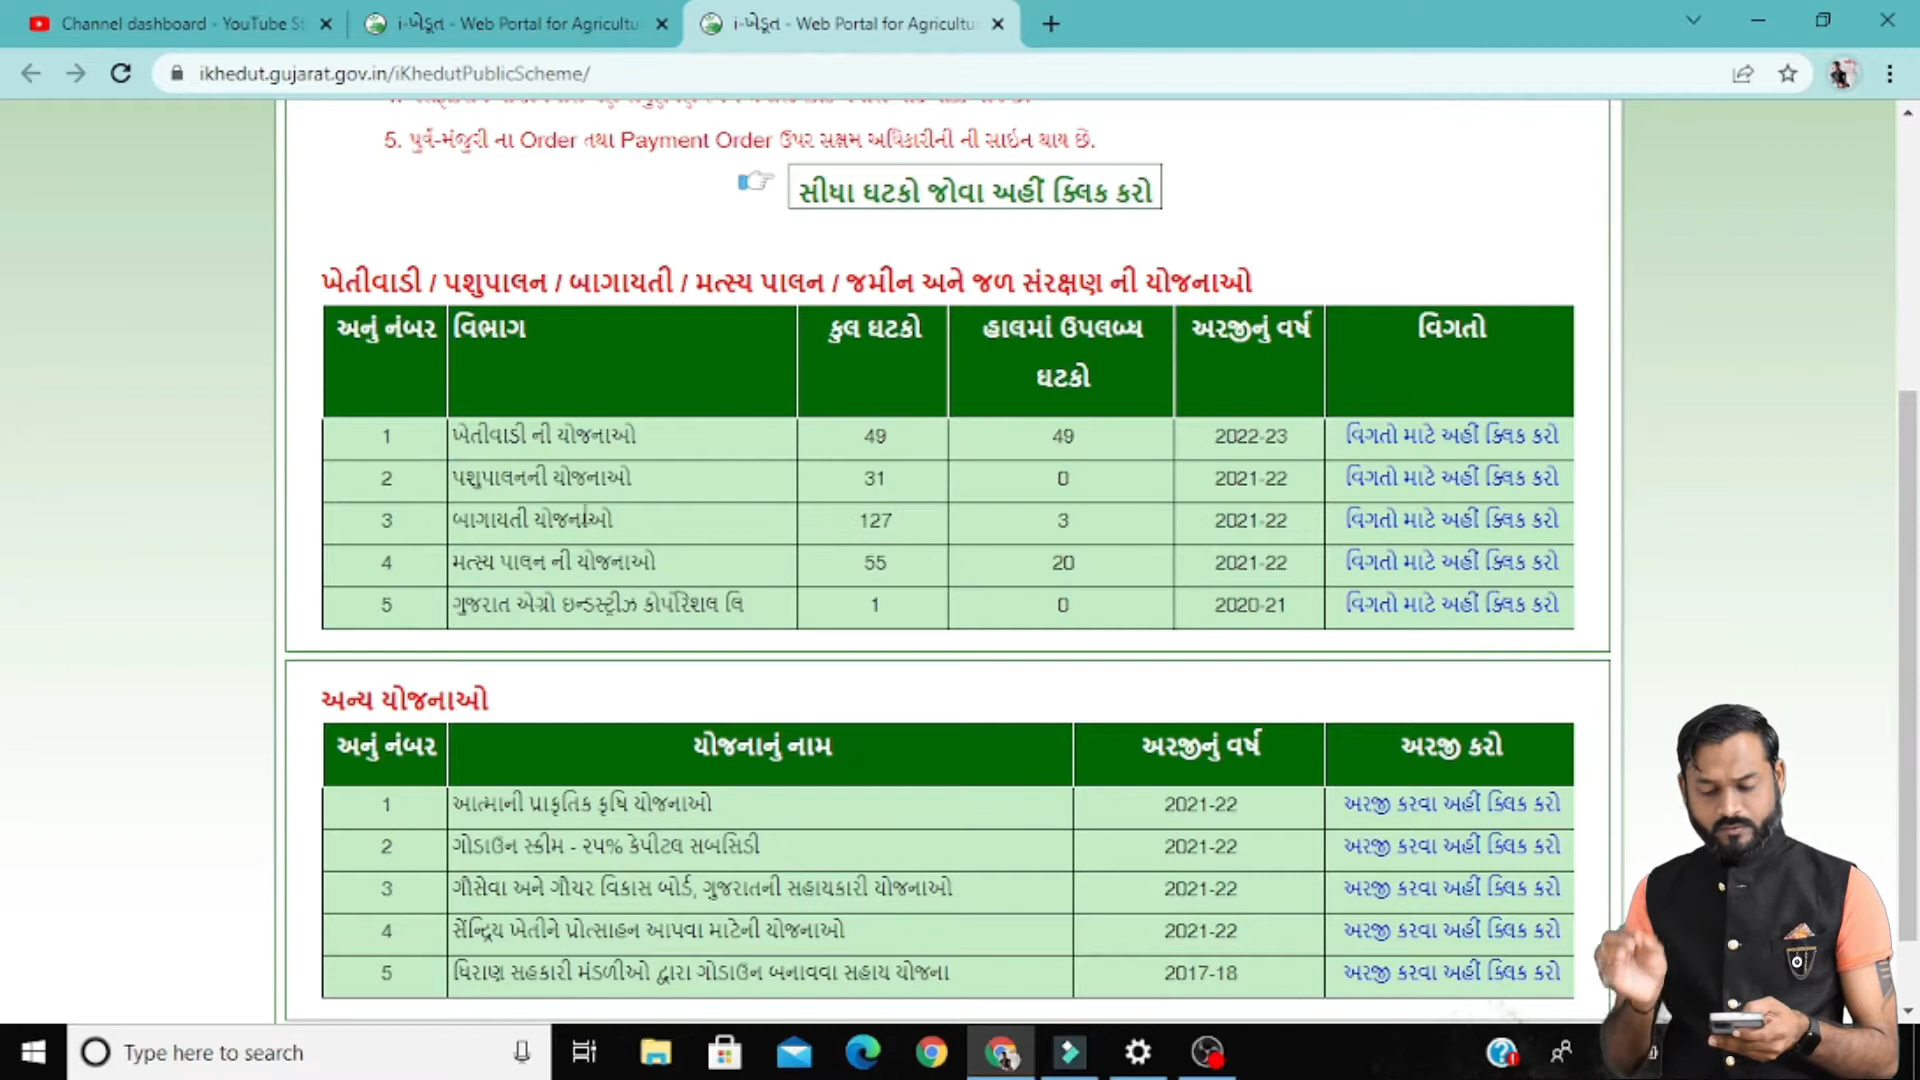 Channel dashboard - YouTube St
i-ખેડૂત - Web Portal for Agricultu
i-ખેડૂત - Web Portal for Agricultu
ikhedut.gujarat.gov.in/iKhedutPublicScheme/
5. પુર્વ-મંજુરી ના Order તથા Payment Order ઉપર સક્ષમ અધિકારીની ની સાઇન થાય છે.
સીધા ઘટકો જોવા અહીં ક્લિક કરો
ખેતીવાડી / પશુપાલન / બાગાયતી / મત્સ્ય પાલન / જમીન અને જળ સંરક્ષણ ની યોજનાઓ
અનું નંબર વિભાગ કુલ ઘટકો હાલમાં ઉપલબ્ધ ઘટકો અરજીનું વર્ષ વિગતો
1 ખેતીવાડી ની યોજનાઓ 49 49 2022-23 વિગતો માટે અહીં ક્લિક કરો
2 પશુપાલનની યોજનાઓ 31 0 2021-22 વિગતો માટે અહીં ક્લિક કરો
3 બાગાયતી યોજનાઓ 127 3 2021-22 વિગતો માટે અહીં ક્લિક કરો
4 મત્સ્ય પાલન ની યોજનાઓ 55 20 2021-22 વિગતો માટે અહીં ક્લિક કરો
5 ગુજરાત એગ્રો ઇન્ડસ્ટ્રીઝ કોર્પોરેશલ લિ 1 0 2020-21 વિગતો માટે અહીં ક્લિક કરો
અન્ય યોજનાઓ
અનું નંબર યોજનાનું નામ અરજીનું વર્ષ અરજી કરો
1 આત્માની પ્રાકૃતિક કૃષિ યોજનાઓ 2021-22 અરજી કરવા અહીં ક્લિક કરો
2 ગોડાઉન સ્કીમ - ૨૫% કેપીટલ સબસિડી 2021-22 અરજી કરવા અહીં ક્લિક કરો
3 ગૌસેવા અને ગૌચર વિકાસ બોર્ડ, ગુજરાતની સહાયકારી યોજનાઓ 2021-22 અરજી કરવા અહીં ક્લિક કરો
4 સેંન્દ્રિય ખેતીને પ્રોત્સાહન આપવા માટેની યોજનાઓ 2021-22 અરજી કરવા અહીં ક્લિક કરો
5 ધિરાણ સહકારી મંડળીઓ દ્વારા ગોડાઉન બનાવવા સહાય યોજના 2017-18 અરજી કરવા અહીં ક્લિક કરો
Type here to search